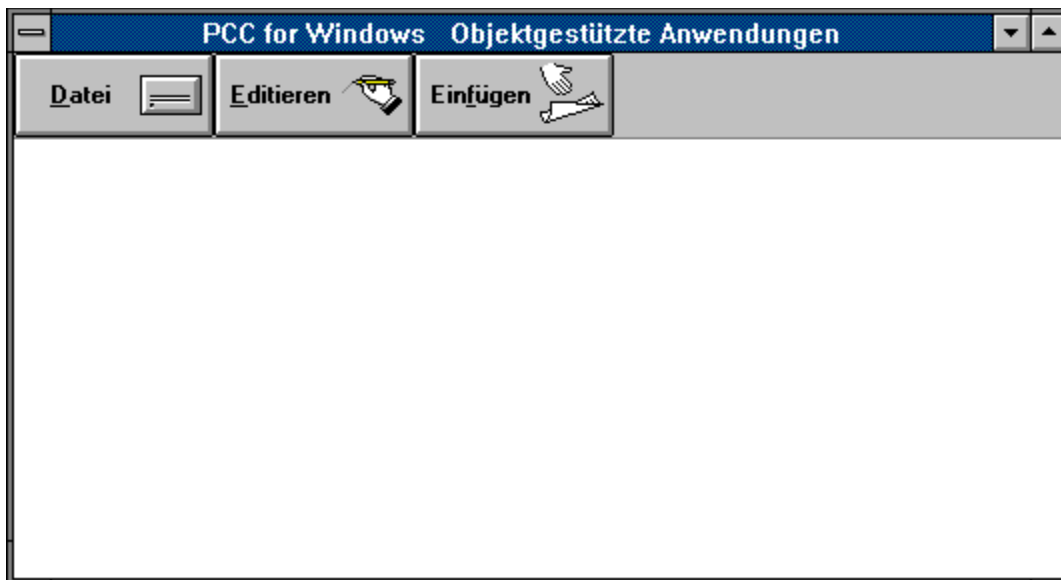 PCC for Windows   Objektgestützte Anwendungen
Datei Editieren Einfügen